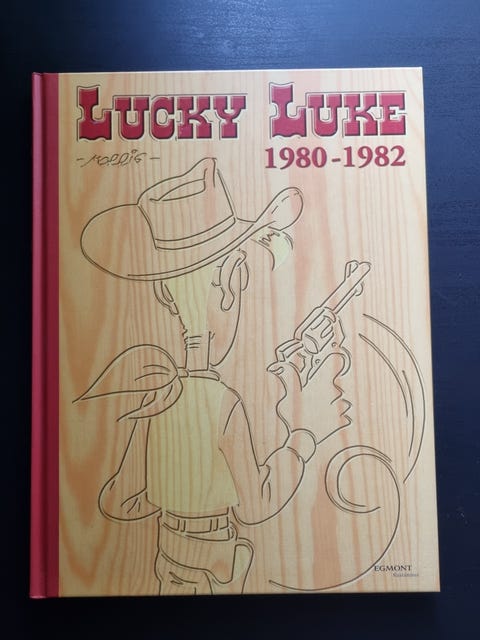 LUCKY LUKE
-MORRIS-
1980-1982
EGMONT